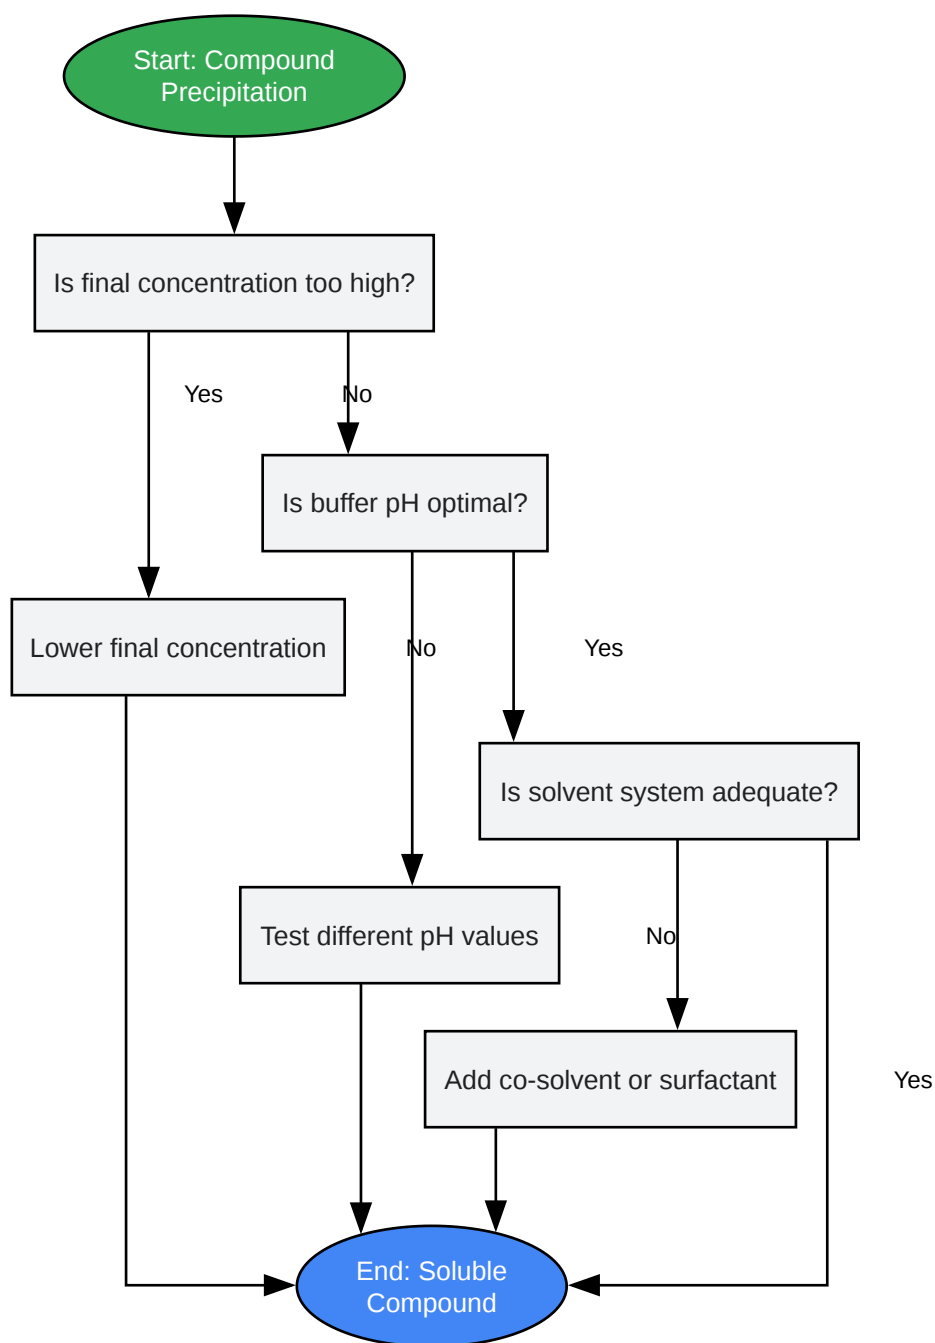 Start: Compound
Precipitation
Is final concentration too high?
Yes
No
Is buffer pH optimal?
Lower final concentration
No
Yes
Is solvent system adequate?
Test different pH values
No
Add co-solvent or surfactant
Yes
End: Soluble
Compound